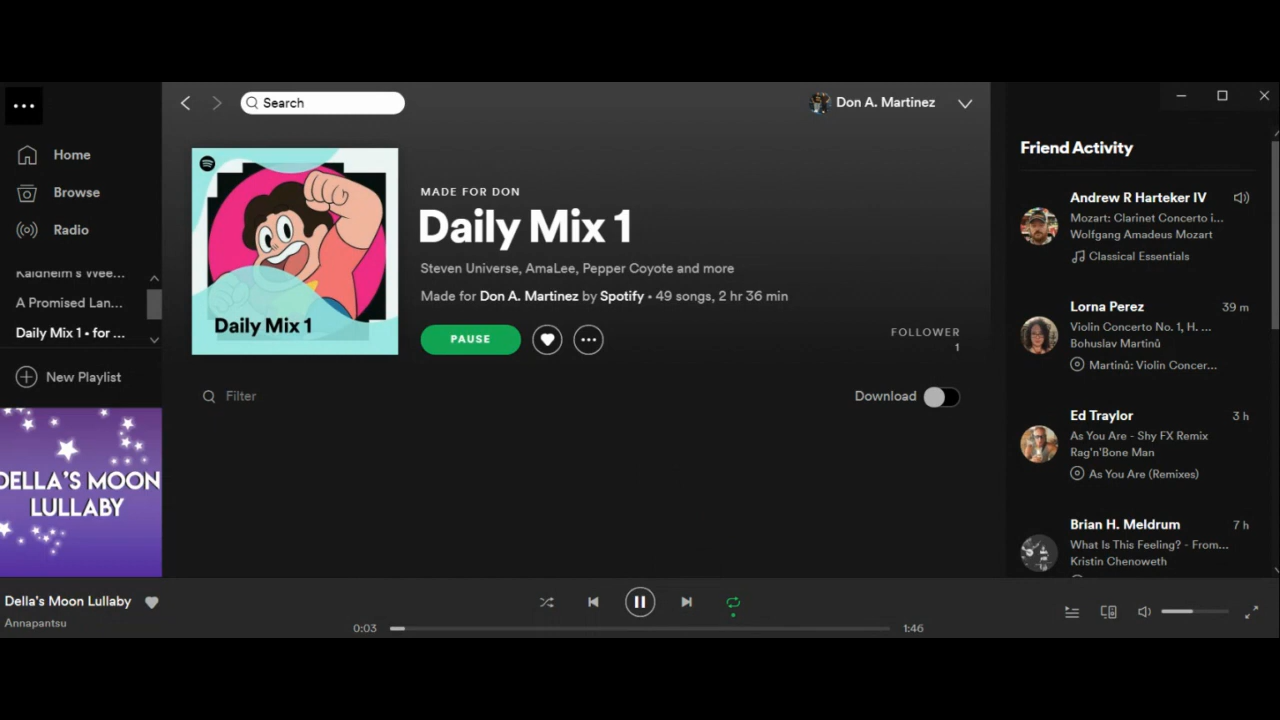 Search
Don A. Martinez
Home
Browse
Radio
Kaldheim's Wee...
A Promised Lan...
Daily Mix 1 • for ...
New Playlist
DELLA'S MOON
LULLABY
Daily Mix 1
MADE FOR DON
Daily Mix 1
Steven Universe, AmaLee, Pepper Coyote and more
Made for Don A. Martinez by Spotify • 49 songs, 2 hr 36 min
PAUSE
FOLLOWER
1
Filter
Download
Friend Activity
Andrew R Harteker IV
Mozart: Clarinet Concerto i...
Wolfgang Amadeus Mozart
Classical Essentials
Lorna Perez 39 m
Violin Concerto No. 1, H. ...
Bohuslav Martinů
Martinů: Violin Concer...
Ed Traylor 3 h
As You Are - Shy FX Remix
Rag'n'Bone Man
As You Are (Remixes)
Brian H. Meldrum 7 h
What Is This Feeling? - From...
Kristin Chenoweth
Della's Moon Lullaby
Annapantsu
0:03
1:46